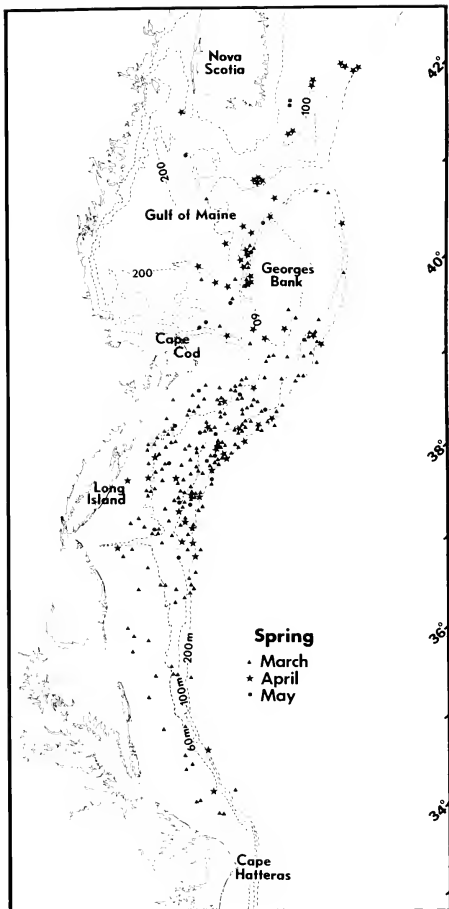 Nova
Scotia
42°
100
200
Gulf of Maine
40°
200
Georges
Bank
60
Cape
Cod
38°
Long
Island
36°
Spring
March
April
May
200m
100m
60m
34°
Cape
Hatteras